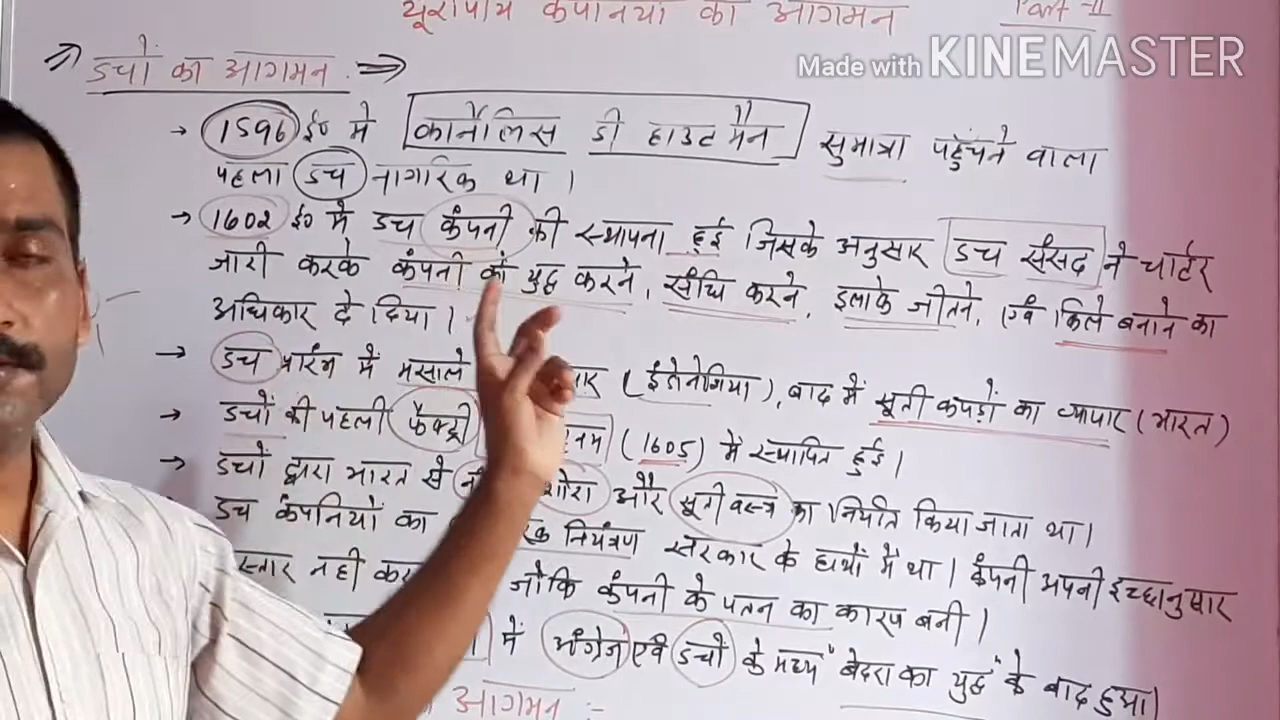 यूरोपीय कंपनियों का आगमन Part-II
Made with KINEMASTER
डचों का आगमन
→ 1596 ई० में कार्नेलिस डी हाउटमैन सुमात्रा पहुँचने वाला
पहला डच नागरिक था।
→ 1602 ई० में डच कंपनी की स्थापना हुई जिसके अनुसार डच संसद ने चार्टर
जारी करके कंपनी को युद्ध करने, संधि करने, इलाके जीतने, एवं किले बनाने का
अधिकार दे दिया।
→ डच प्रारंभ में मसाले (इंडोनेशिया), बाद में सूती कपड़ों का व्यापार (भारत)
→ डचों की पहली फैक्ट्री (1605) में स्थापित हुई।
→ डचों द्वारा भारत से शोरा और सूती वस्त्र का निर्यात किया जाता था।
डच कंपनियों का नियंत्रण सरकार के हाथों में था। कंपनी अपनी इच्छानुसार
नही जोकि कंपनी के पतन का कारण बनी।
में अंग्रेज एवं डचों के मध्य "बेदरा का युद्ध" के बाद हुआ।
आगमन :-